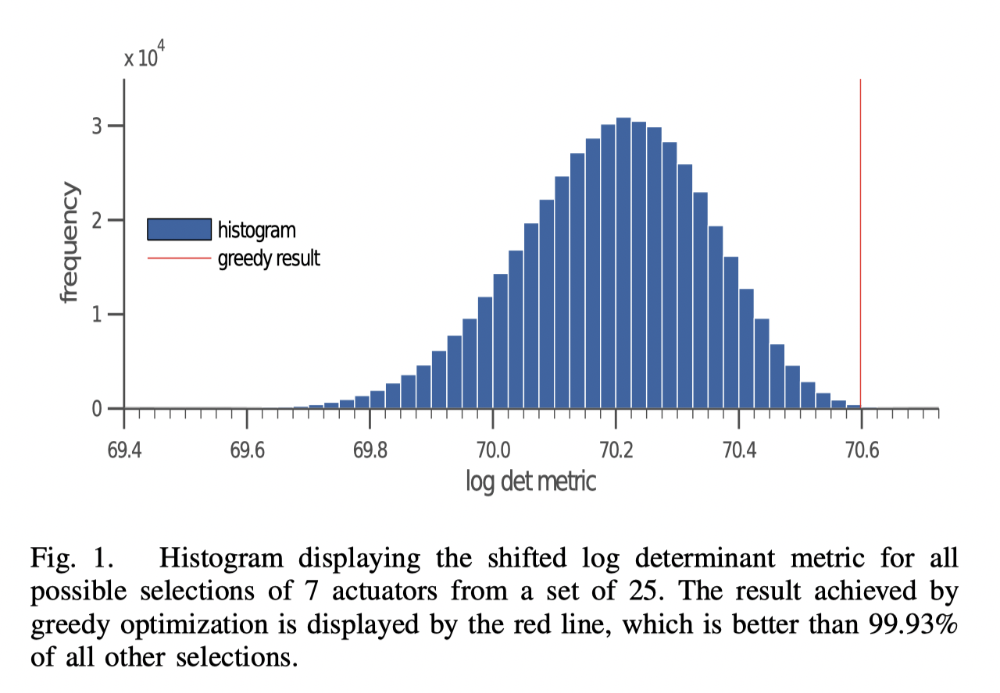 x 10^4
3
2
1
0
frequency
histogram
greedy result
69.4 69.6 69.8 70.0 70.2 70.4 70.6
log det metric
Fig. 1. Histogram displaying the shifted log determinant metric for all
possible selections of 7 actuators from a set of 25. The result achieved by
greedy optimization is displayed by the red line, which is better than 99.93%
of all other selections.